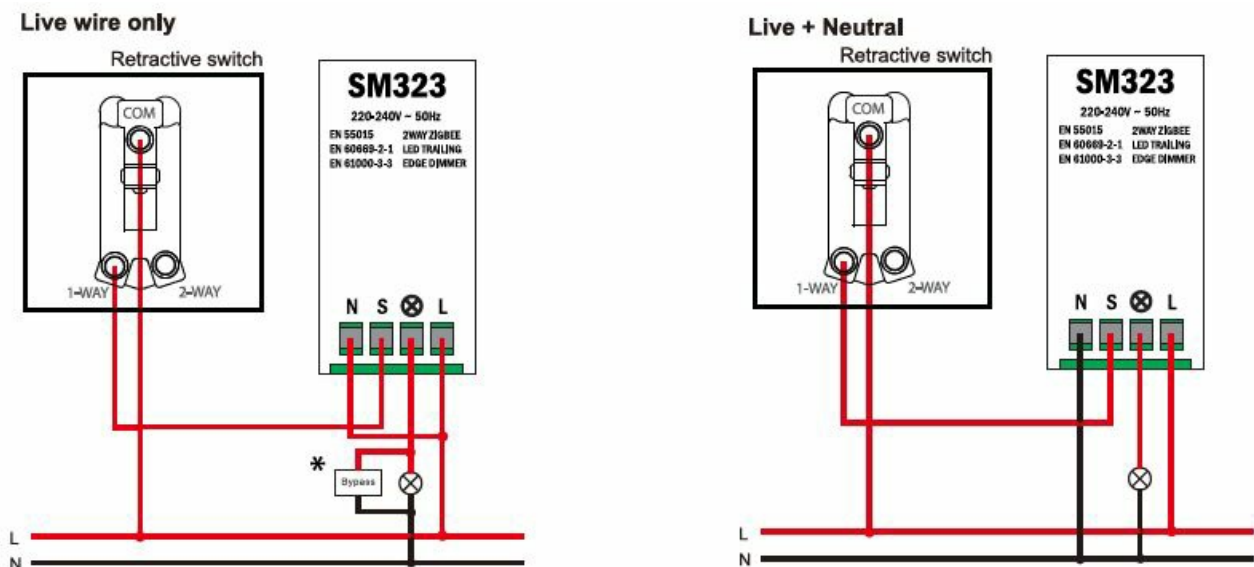 Live wire only
Retractive switch
COM
1-WAY
2-WAY
SM323
220-240V ~ 50Hz
EN 55015 2WAY ZIGBEE
EN 60669-2-1 LED TRAILING
EN 61000-3-3 EDGE DIMMER
N S L
* Bypass
L
N
Live + Neutral
Retractive switch
COM
1-WAY
2-WAY
SM323
220-240V ~ 50Hz
EN 55015 2WAY ZIGBEE
EN 60669-2-1 LED TRAILING
EN 61000-3-3 EDGE DIMMER
N S L
L
N